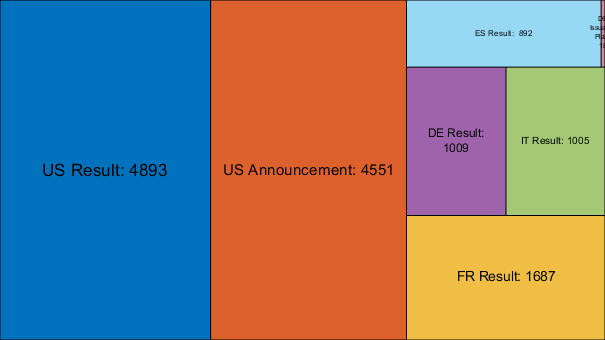 US Result: 4893
US Announcement: 4551
ES Result: 892
DE Result:
1009
IT Result: 1005
FR Result: 1687